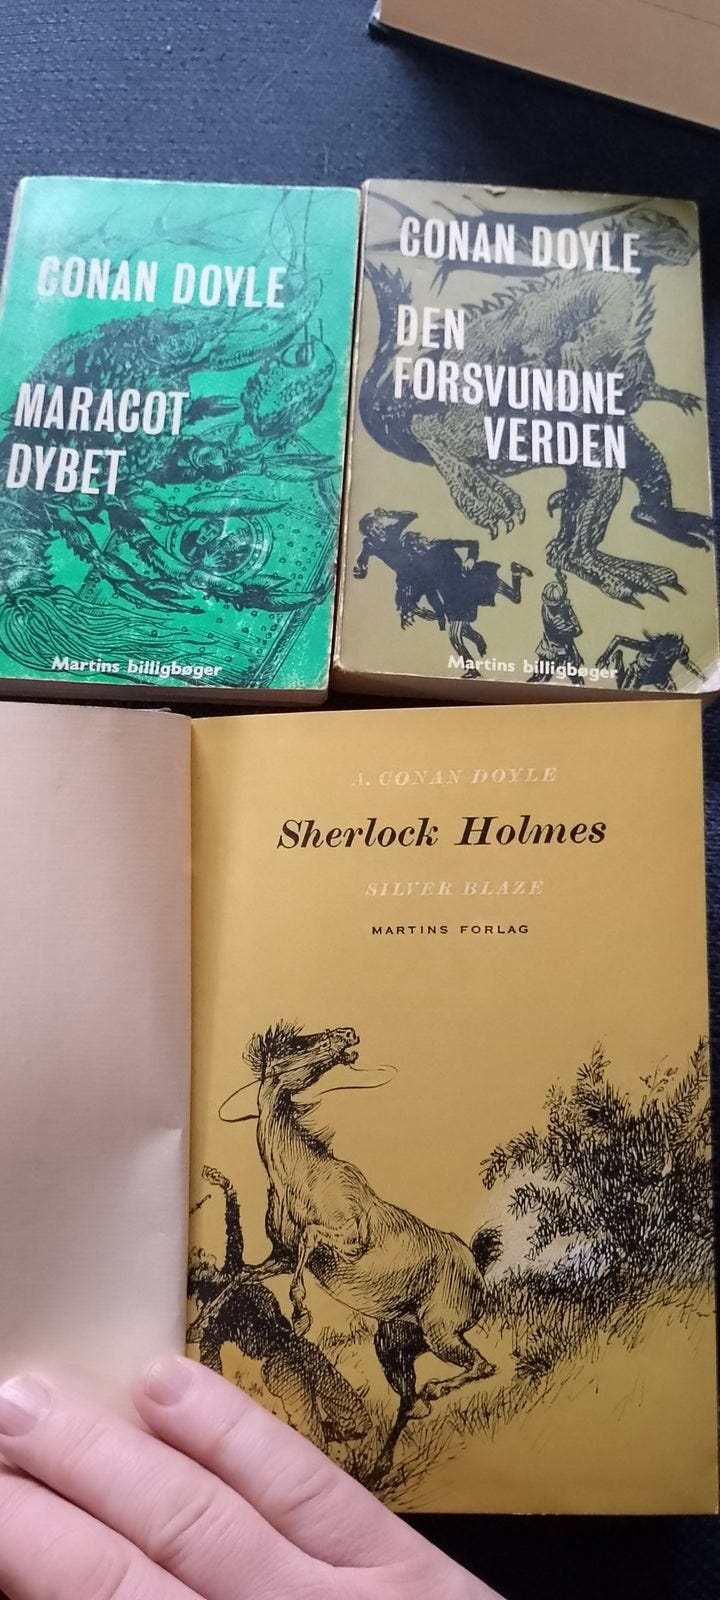 CONAN DOYLE
MARACOT
DYBET
Martins billigbøger
CONAN DOYLE
DEN
FORSVUNDNE
VERDEN
Martins billigbøger
A. CONAN DOYLE
Sherlock Holmes
SILVER BLAZE
MARTINS FORLAG